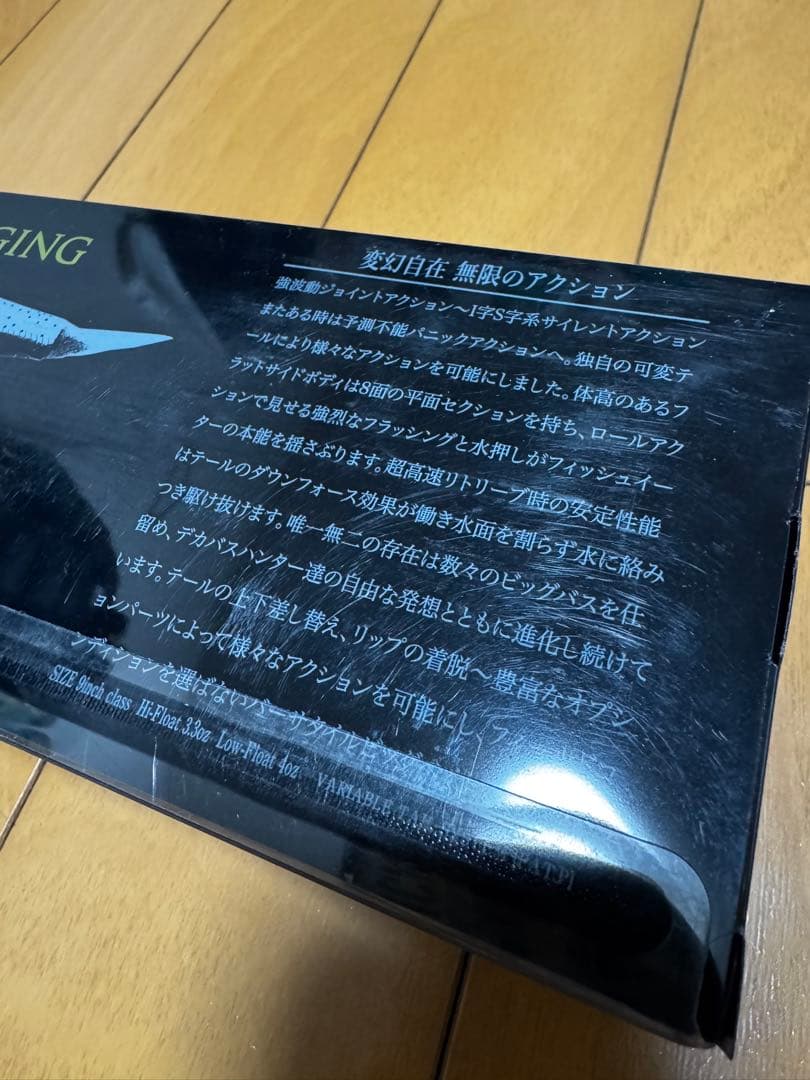 GING
変幻自在 無限のアクション
強波動ジョイントアクション〜I字S字系サイレントアクション
またある時は予測不能パニックアクションへ。独自の可変テ
ールにより様々なアクションを可能にしました。体高のあるフ
ラットサイドボディは8面の平面セクションを持ち、ロールアク
ションで見せる強烈なフラッシングと水押しがフィッシュイー
ターの本能を揺さぶります。超高速リトリーブ時の安定性能
はテールのダウンフォース効果が働き水面を割らず水に絡み
つき駆け抜けます。唯一無二の存在は数々のビッグバスを仕
留め、デカバスハンター達の自由な発想とともに進化し続けて
います。テールの上下差し替え、リップの着脱〜豊富なオプシ
ョンパーツによって様々なアクションを可能にし、フ
ンディションを選ばないバーサタイルビ
SIZE 9inch class Hi-Float 3.3oz Low-Float 4oz VARIABLE